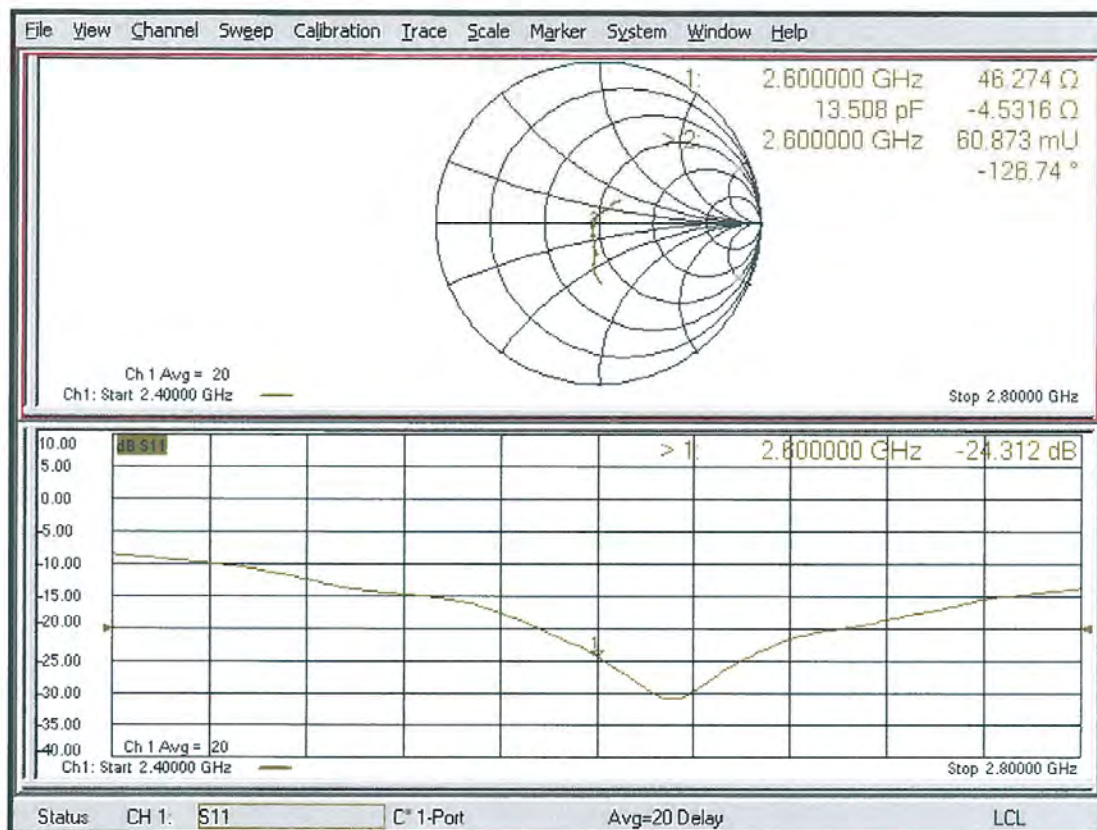 File View Channel Sweep Calibration Trace Scale Marker System Window Help
1: 2.600000 GHz 46.274 Ω
13.508 pF -4.5316 Ω
> 2: 2.600000 GHz 60.873 mU
-126.74 °
Ch 1 Avg = 20
Ch1: Start 2.40000 GHz
Stop 2.80000 GHz
10.00
dB S11
> 1: 2.600000 GHz -24.312 dB
5.00
0.00
-5.00
-10.00
-15.00
-20.00
1
-25.00
-30.00
-35.00
-40.00
Ch 1 Avg = 20
Ch1: Start 2.40000 GHz
Stop 2.80000 GHz
Status CH 1: S11 C* 1-Port Avg=20 Delay LCL